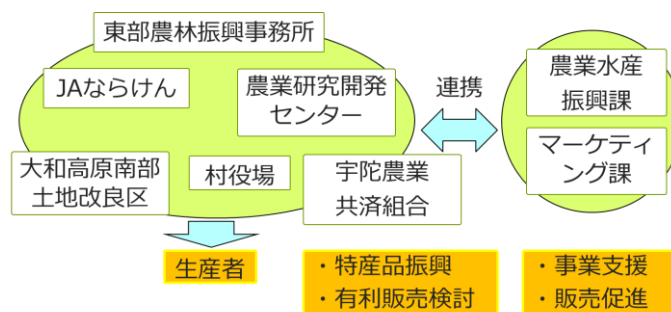 東部農林振興事務所
JAならけん
農業研究開発
センター
大和高原南部
土地改良区
村役場
宇陀農業
共済組合
連携
農業水産
振興課
マーケティ
ング課
生産者
・特産品振興
・有利販売検討
・事業支援
・販売促進